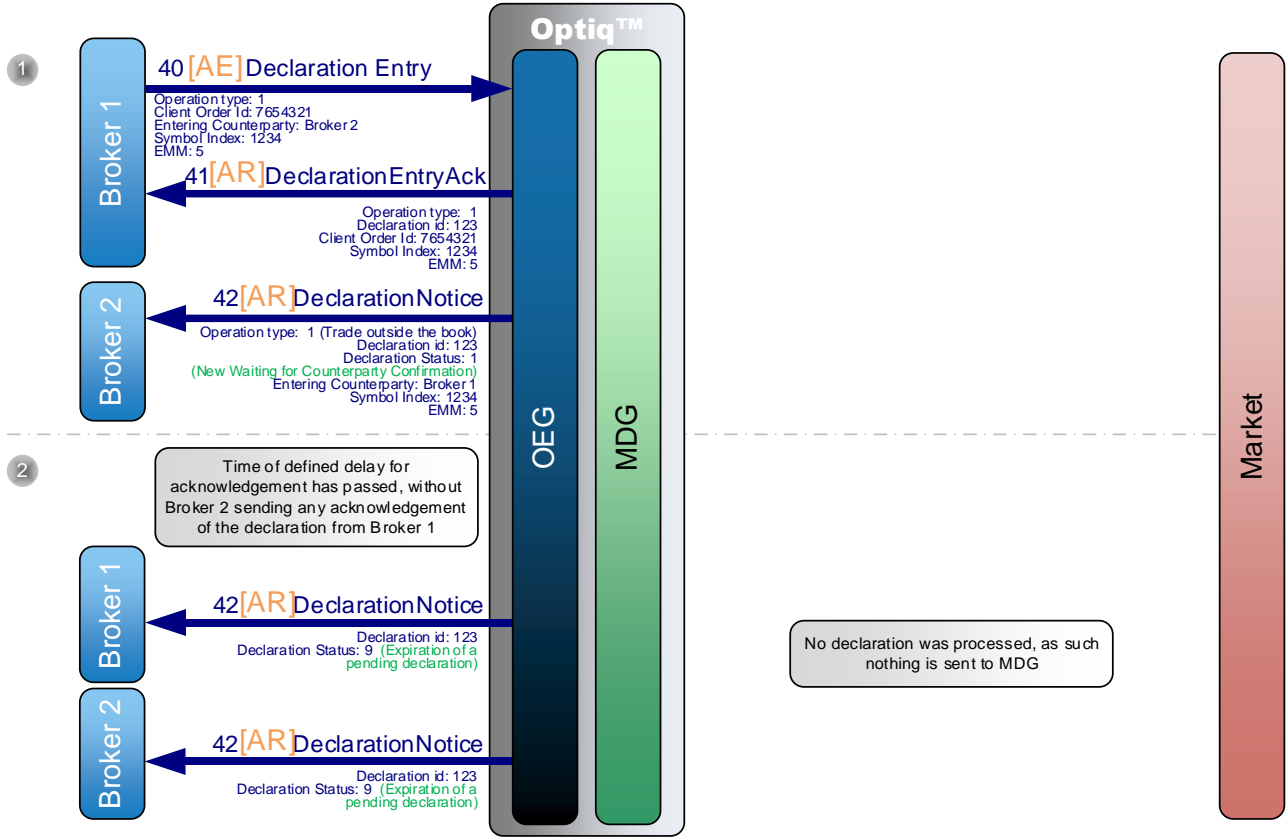 Optiq™
1
Broker 1
40 [AE] Declaration Entry
Operation type: 1
Client Order Id: 7654321
Entering Counterparty: Broker 2
Symbol Index: 1234
EMM: 5
41 [AR] DeclarationEntryAck
Operation type: 1
Declaration id: 123
Client Order Id: 7654321
Symbol Index: 1234
EMM: 5
Broker 2
42 [AR] DeclarationNotice
Operation type: 1 (Trade outside the book)
Declaration id: 123
Declaration Status: 1
(New Waiting for Counterparty Confirmation)
Entering Counterparty: Broker 1
Symbol Index: 1234
EMM: 5
OEG
MDG
Market
2
Time of defined delay for
acknowledgement has passed, without
Broker 2 sending any acknowledgement
of the declaration from Broker 1
Broker 1
42 [AR] DeclarationNotice
Declaration id: 123
Declaration Status: 9 (Expiration of a
pending declaration)
No declaration was processed, as such
nothing is sent to MDG
Broker 2
42 [AR] DeclarationNotice
Declaration id: 123
Declaration Status: 9 (Expiration of a
pending declaration)